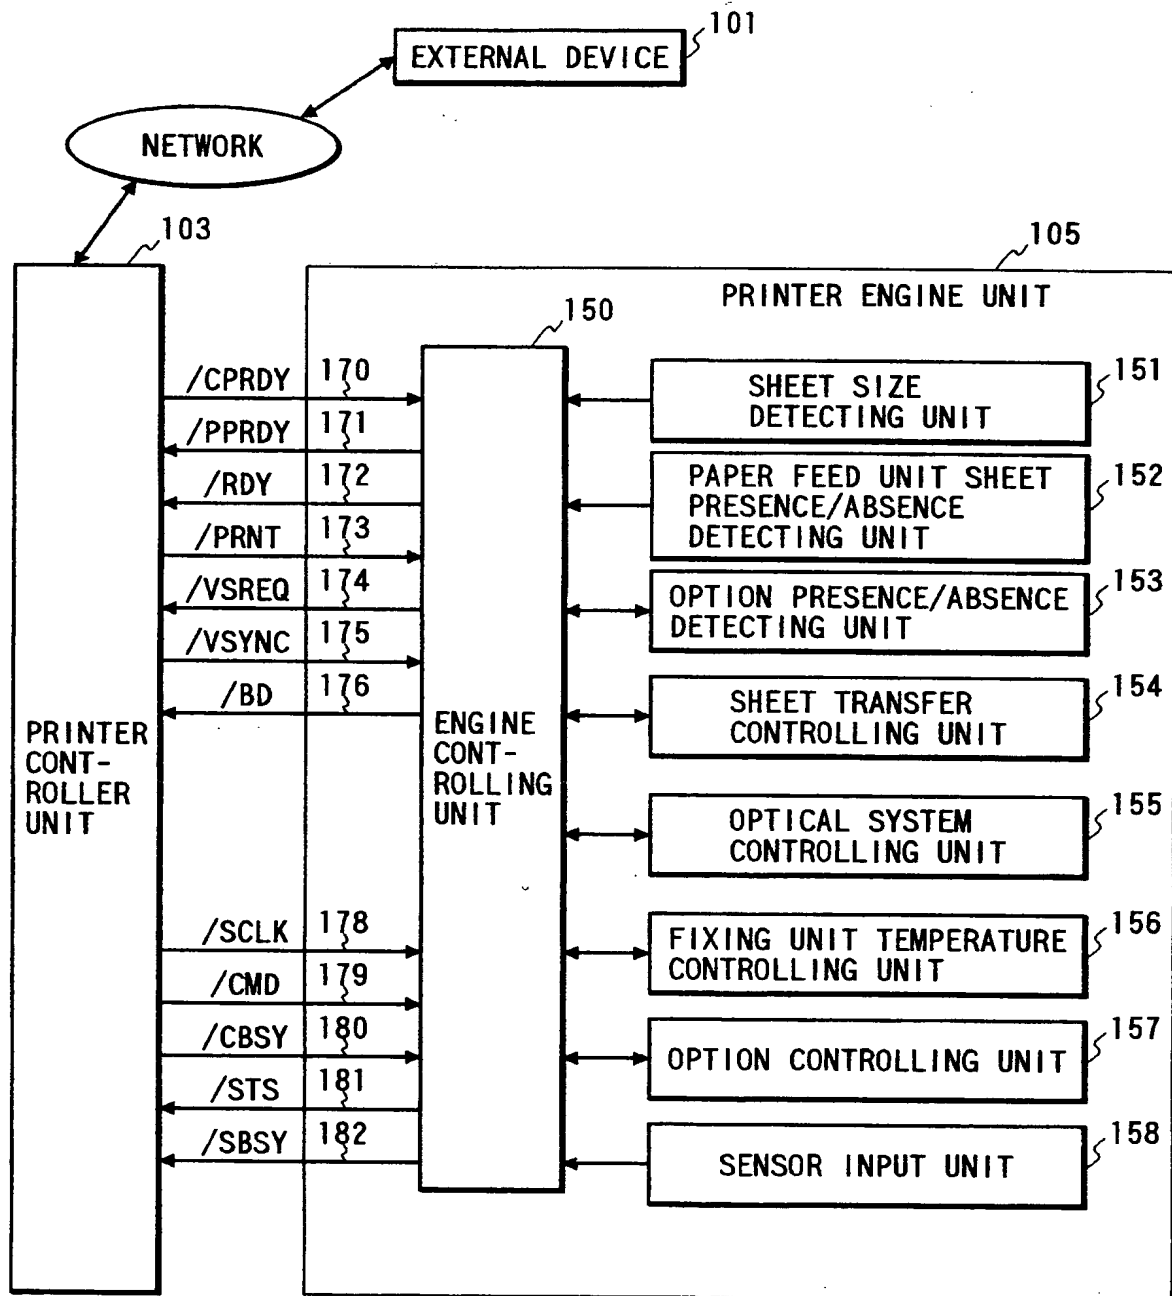 101
EXTERNAL DEVICE
NETWORK
103
105
PRINTER ENGINE UNIT
150
/CPRDY 170
/PPRDY 171
/RDY 172
/PRNT 173
/VSREQ 174
/VSYNC 175
/BD 176
PRINTER
CONT-
ROLLER
UNIT
ENGINE
CONT-
ROLLING
UNIT
/SCLK 178
/CMD 179
/CBSY 180
/STS 181
/SBSY 182
SHEET SIZE
DETECTING UNIT
151
PAPER FEED UNIT SHEET
PRESENCE/ABSENCE
DETECTING UNIT
152
OPTION PRESENCE/ABSENCE
DETECTING UNIT
153
SHEET TRANSFER
CONTROLLING UNIT
154
OPTICAL SYSTEM
CONTROLLING UNIT
155
FIXING UNIT TEMPERATURE
CONTROLLING UNIT
156
OPTION CONTROLLING UNIT
157
SENSOR INPUT UNIT
158